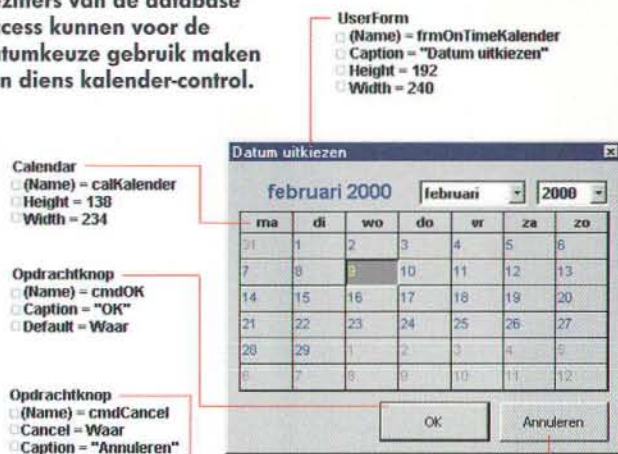 ccess kunnen voor de
tumkeuze gebruik maken
n diens kalender-control.
UserForm
(Name) = frmOnTimeKalender
Caption = "Datum uitkiezen"
Height = 192
Width = 240
Calendar
(Name) = calKalender
Height = 138
Width = 234
Opdrachtknop
(Name) = cmdOK
Caption = "OK"
Default = Waar
Opdrachtknop
(Name) = cmdCancel
Cancel = Waar
Caption = "Annuleren"
Datum uitkiezen
februari 2000 februari 2000
ma di wo do vr za zo
31 1 2 3 4 5 6
7 8 9 10 11 12 13
14 15 16 17 18 19 20
21 22 23 24 25 26 27
28 29 1 2 3 4 5
6 7 8 9 10 11 12
OK Annuleren